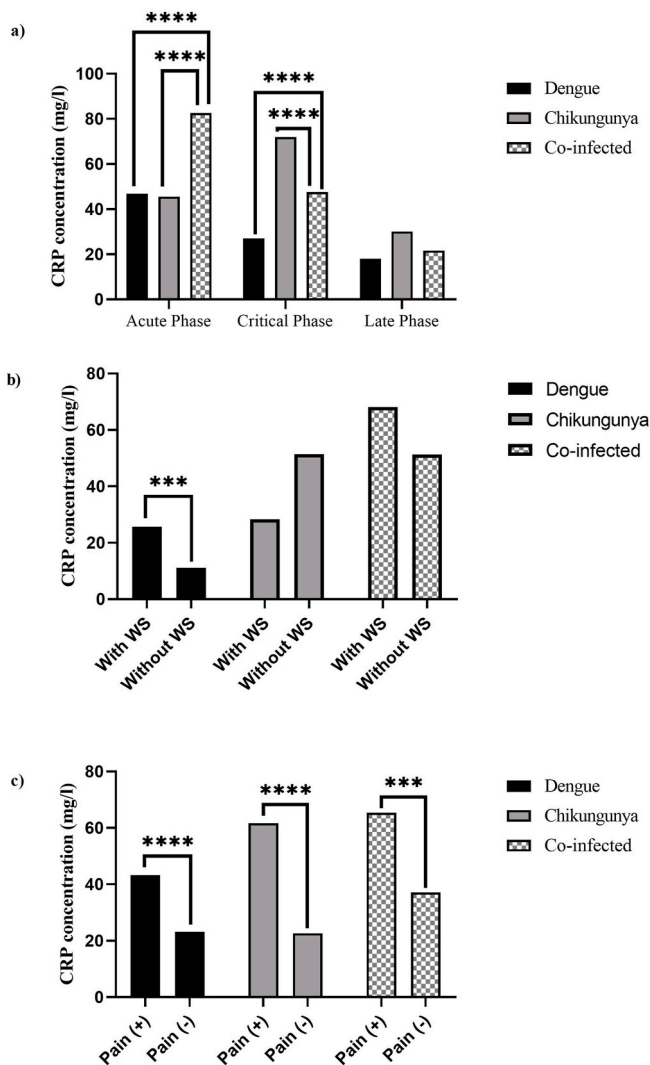 a)
****
****
****
****
CRP concentration (mg/l)
100
80
60
40
20
0
Acute Phase Critical Phase Late Phase
Dengue
Chikungunya
Co-infected
b)
CRP concentration (mg/l)
80
60
40
20
0
***
With WS Without WS With WS Without WS With WS Without WS
Dengue
Chikungunya
Co-infected
c)
CRP concentration (mg/l)
80
60
40
20
0
****
****
***
Pain (+) Pain (-) Pain (+) Pain (-) Pain (+) Pain (-)
Dengue
Chikungunya
Co-infected